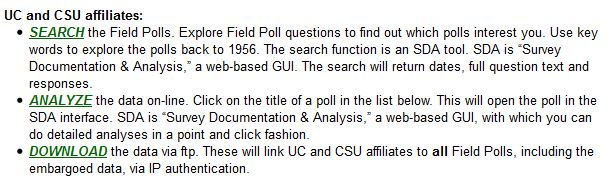 UC and CSU affiliates:
• SEARCH the Field Polls. Explore Field Poll questions to find out which polls interest you. Use key
words to explore the polls back to 1956. The search function is an SDA tool. SDA is “Survey
Documentation & Analysis,” a web-based GUI. The search will return dates, full question text and
responses.
• ANALYZE the data on-line. Click on the title of a poll in the list below. This will open the poll in the
SDA interface. SDA is “Survey Documentation & Analysis,” a web-based GUI, with which you can
do detailed analyses in a point and click fashion.
• DOWNLOAD the data via ftp. These will link UC and CSU affiliates to all Field Polls, including the
embargoed data, via IP authentication.